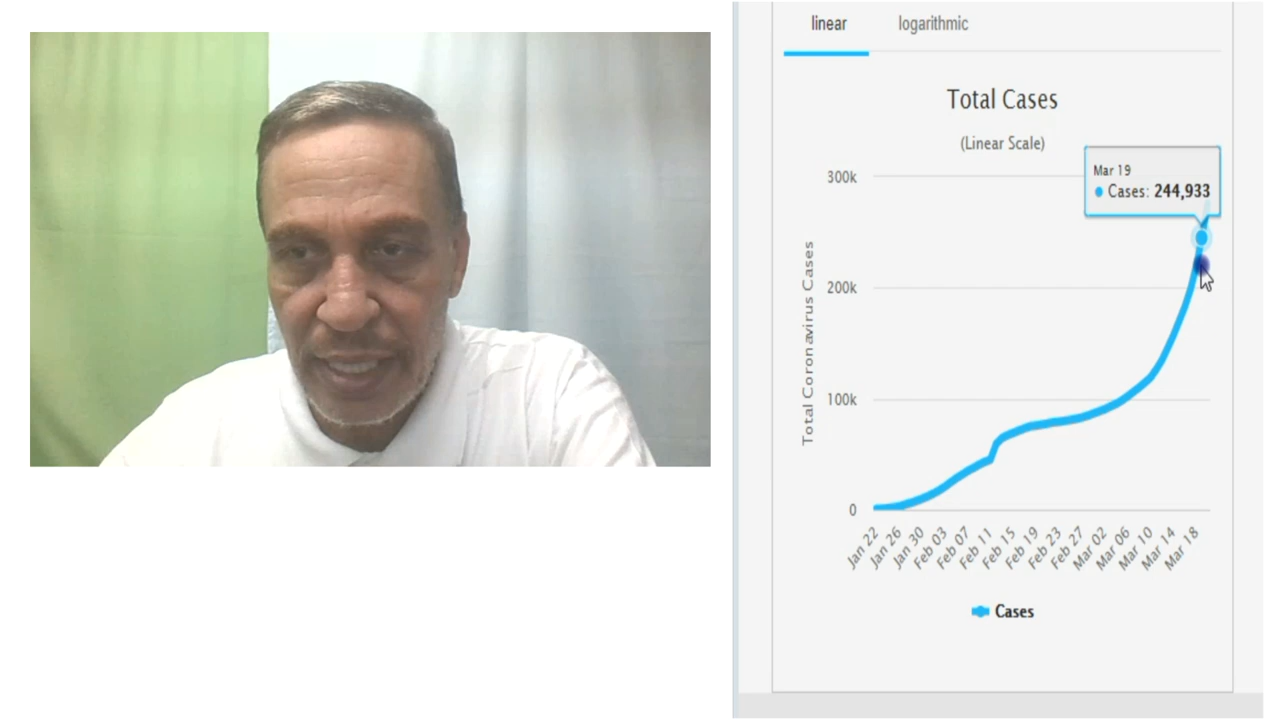 linear logarithmic
Total Cases
(Linear Scale)
Mar 19
Cases: 244,933
300k
200k
100k
0
Total Coronavirus Cases
Jan 22 Jan 26 Jan 30 Feb 03 Feb 07 Feb 11 Feb 15 Feb 19 Feb 23 Feb 27 Mar 02 Mar 06 Mar 10 Mar 14 Mar 18
Cases